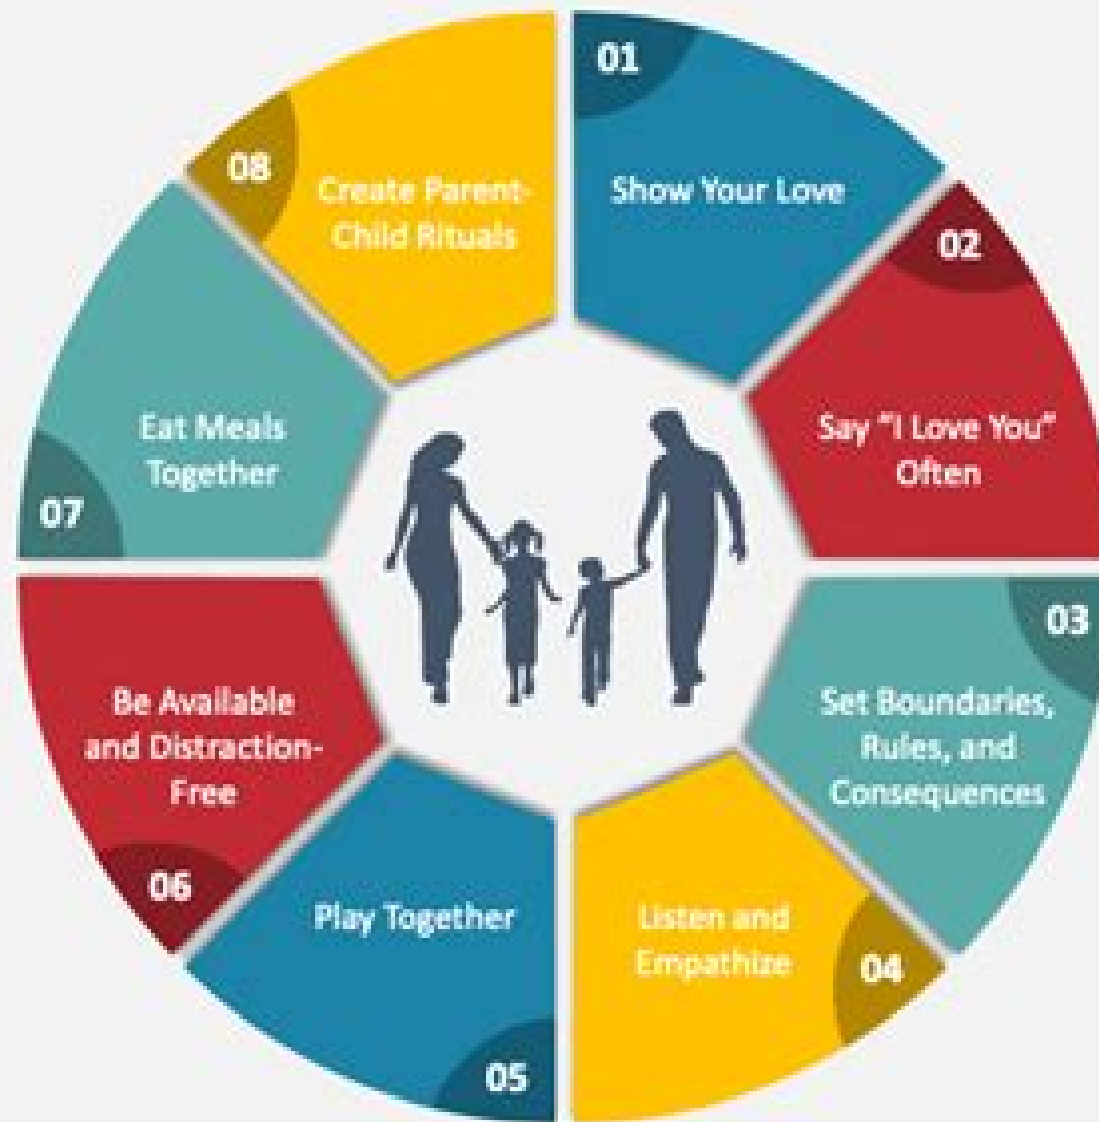 01
Show Your Love
02
Say "I Love You"
Often
03
Set Boundaries,
Rules, and
Consequences
04
Listen and
Empathize
05
Play Together
06
Be Available
and Distraction-
Free
07
Eat Meals
Together
08
Create Parent-
Child Rituals